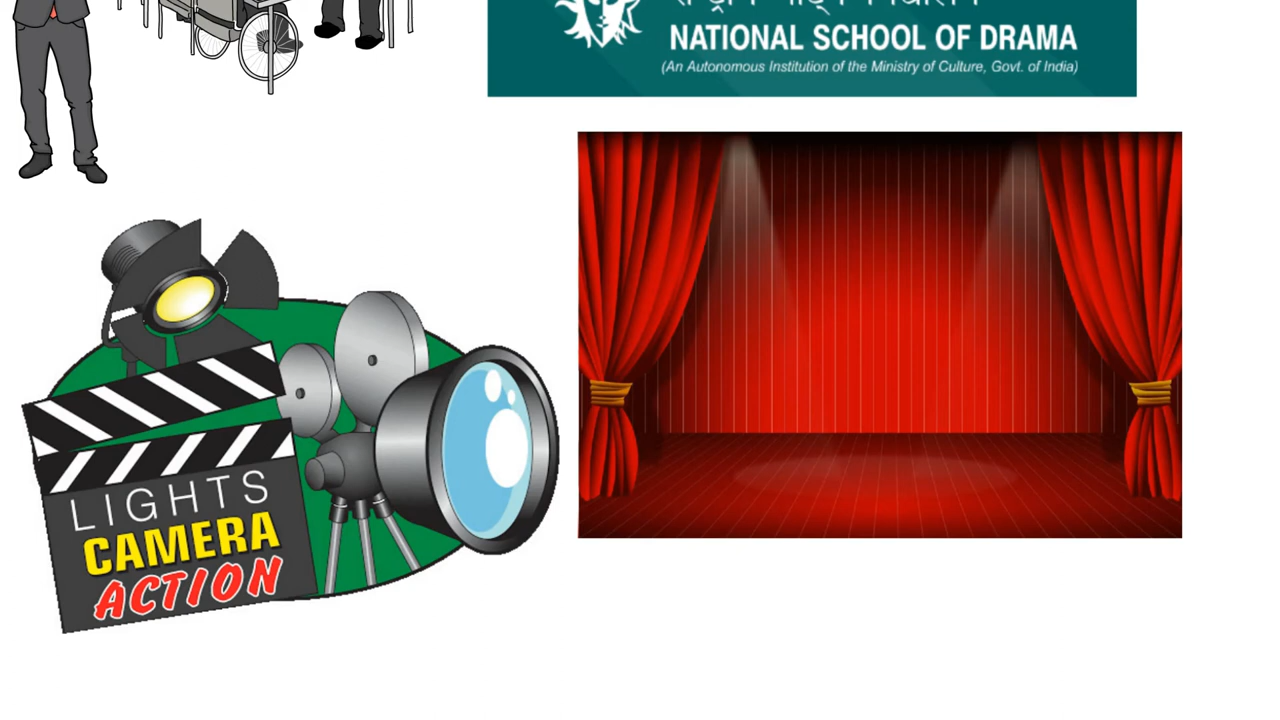 NATIONAL SCHOOL OF DRAMA
(An Autonomous Institution of the Ministry of Culture, Govt. of India)
LIGHTS
CAMERA
ACTION